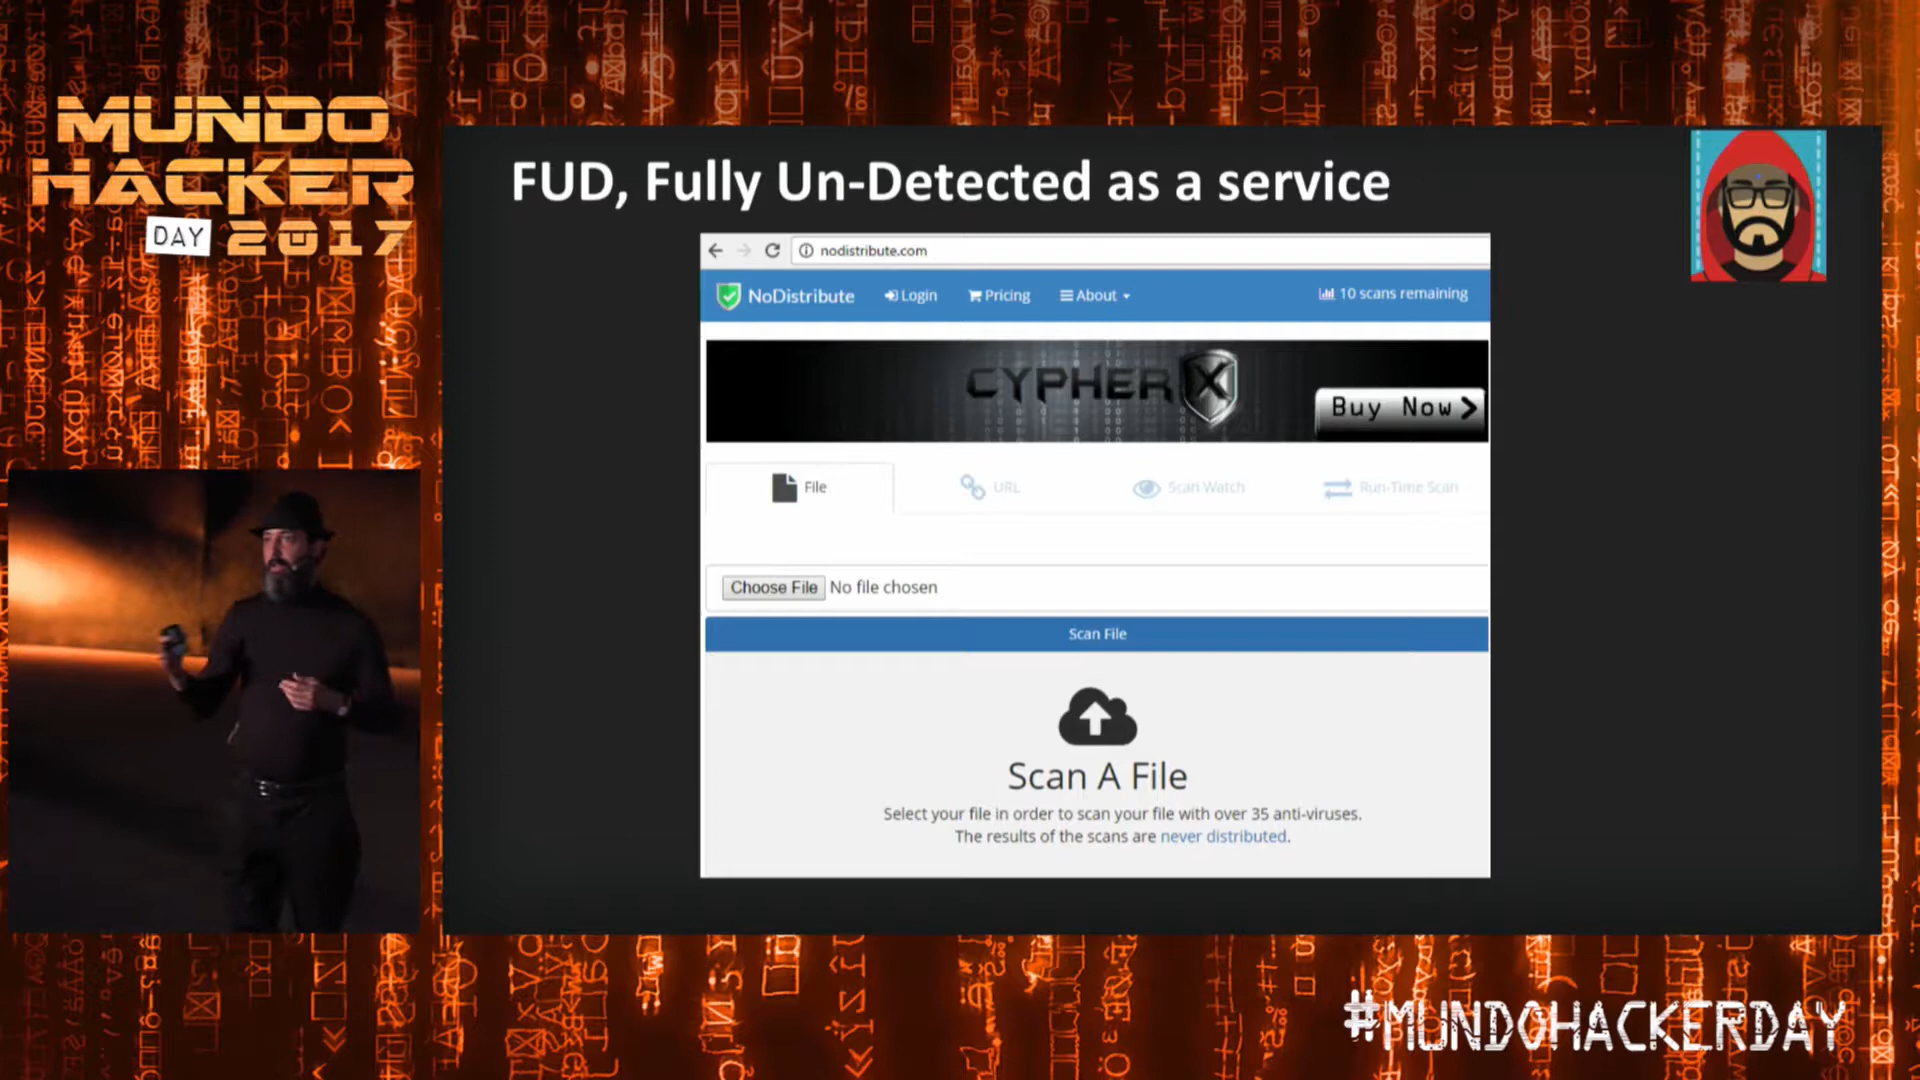 MUNDO
HACKER
DAY 2017
FUD, Fully Un-Detected as a service
nodistribute.com
NoDistribute
Login
Pricing
About
10 scans remaining
CYPHER X
Buy Now
File
URL
Scan Watch
Run-Time Scan
Choose File No file chosen
Scan File
Scan A File
Select your file in order to scan your file with over 35 anti-viruses.
The results of the scans are never distributed.
#MUNDOHACKERDAY